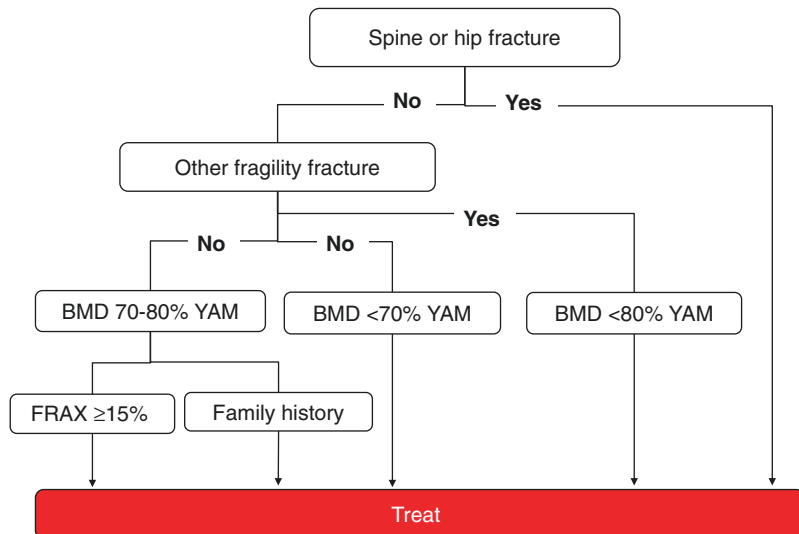 Spine or hip fracture
No
Yes
Other fragility fracture
Yes
No
No
BMD 70-80% YAM
BMD <70% YAM
BMD <80% YAM
FRAX ≥15%
Family history
Treat